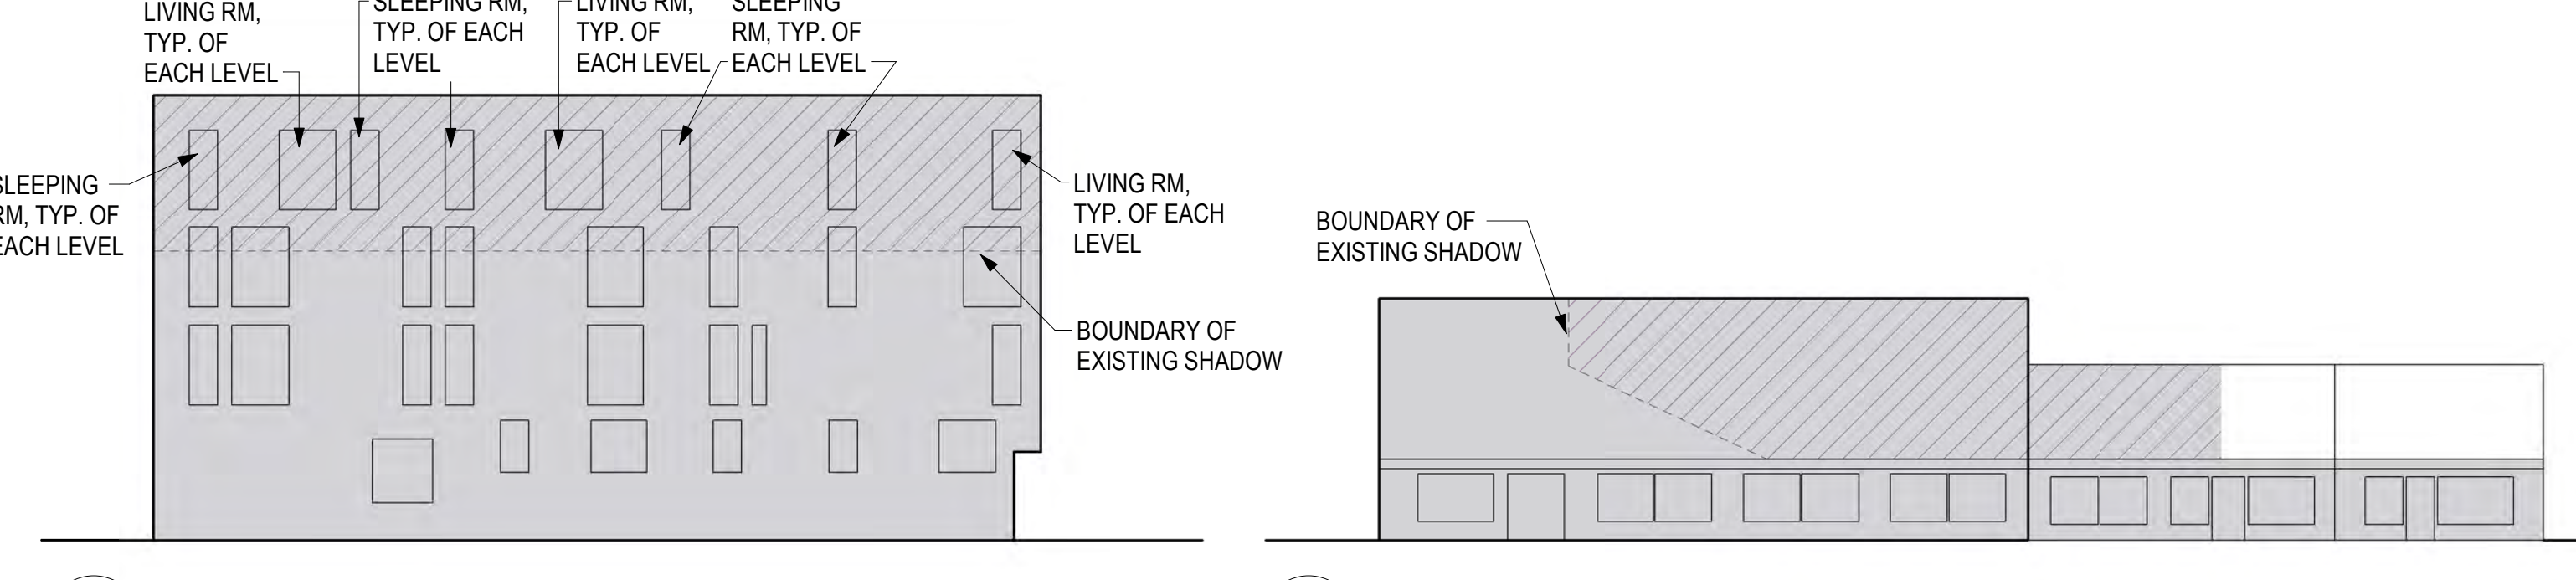 LIVING RM,
TYP. OF
EACH LEVEL
SLEEPING RM,
TYP. OF EACH
LEVEL
LIVING RM,
TYP. OF
EACH LEVEL
SLEEPING
RM, TYP. OF
EACH LEVEL
SLEEPING
RM, TYP. OF
EACH LEVEL
LIVING RM,
TYP. OF EACH
LEVEL
BOUNDARY OF
EXISTING SHADOW
BOUNDARY OF
EXISTING SHADOW